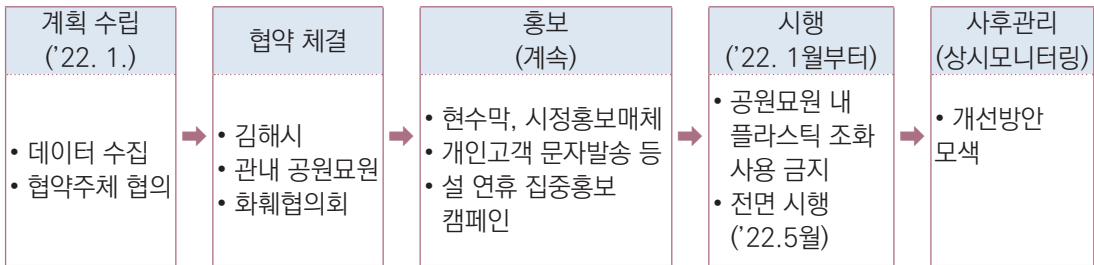 계획 수립
(’22. 1.)
• 데이터 수집
• 협약주체 협의
협약 체결
• 김해시
• 관내 공원묘원
• 화훼협의회
홍보
(계속)
• 현수막, 시정홍보매체
• 개인고객 문자발송 등
• 설 연휴 집중홍보
캠페인
시행
(’22. 1월부터)
• 공원묘원 내
플라스틱 조화
사용 금지
• 전면 시행
(’22.5월)
사후관리
(상시모니터링)
• 개선방안
모색